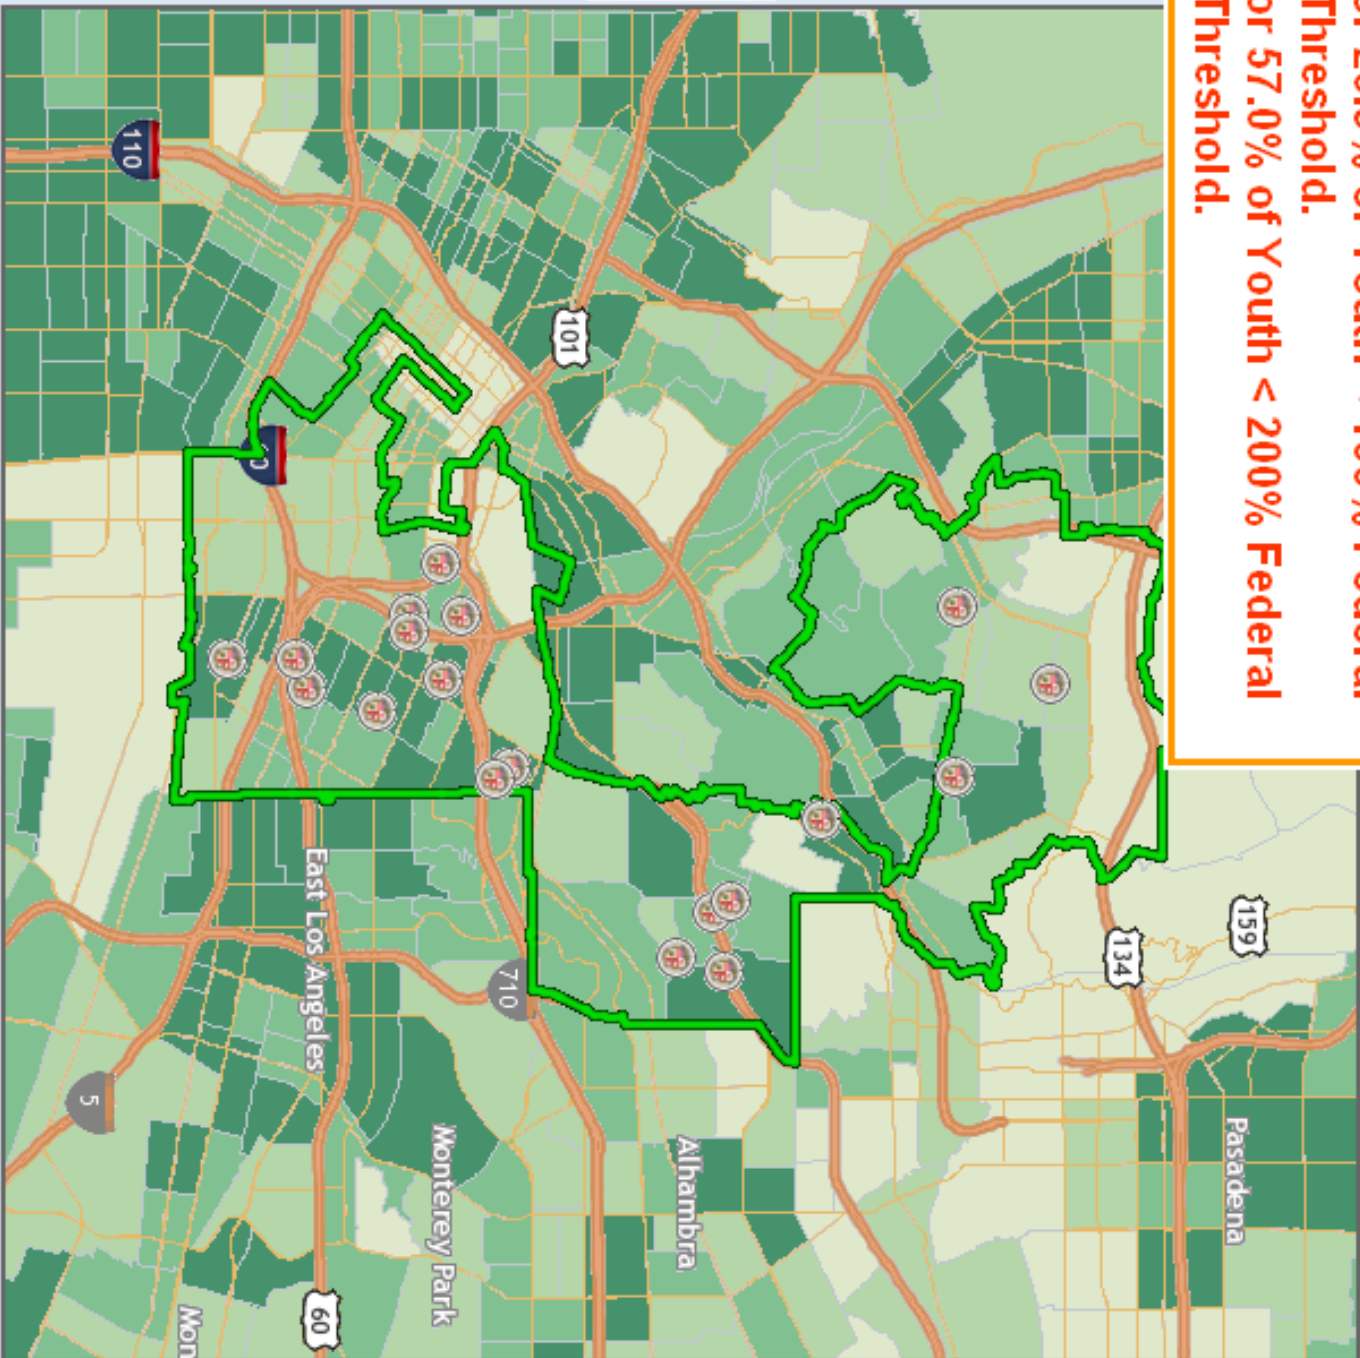 Threshold.
or 57.0% of Youth < 200% Federal
Threshold.
159
134
Pasadena
101
110
710
Alhambra
Monterey Park
East Los Angeles
5
60